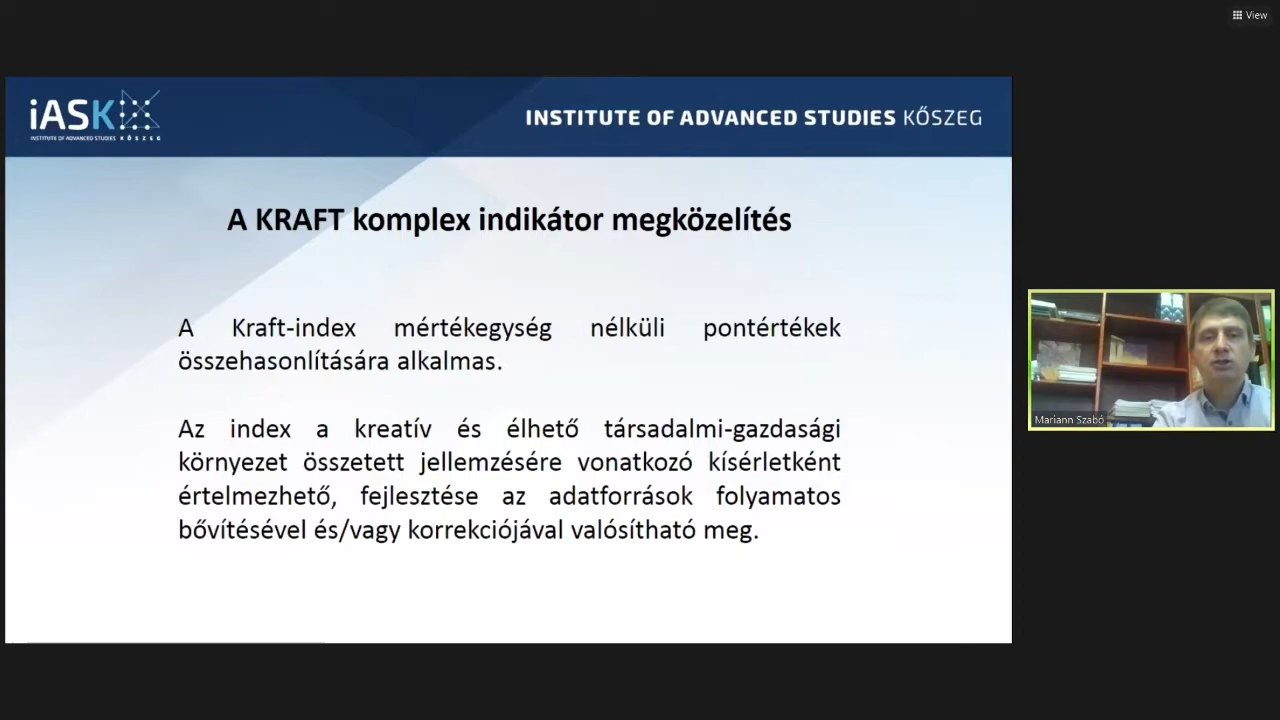 View
iASK
INSTITUTE OF ADVANCED STUDIES KŐSZEG
INSTITUTE OF ADVANCED STUDIES KŐSZEG
A KRAFT komplex indikátor megközelítés
A Kraft-index mértékegység nélküli pontértékek
összehasonlítására alkalmas.
Az index a kreatív és élhető társadalmi-gazdasági
környezet összetett jellemzésére vonatkozó kísérletként
értelmezhető, fejlesztése az adatforrások folyamatos
bővítésével és/vagy korrekciójával valósítható meg.
Mariann Szabó